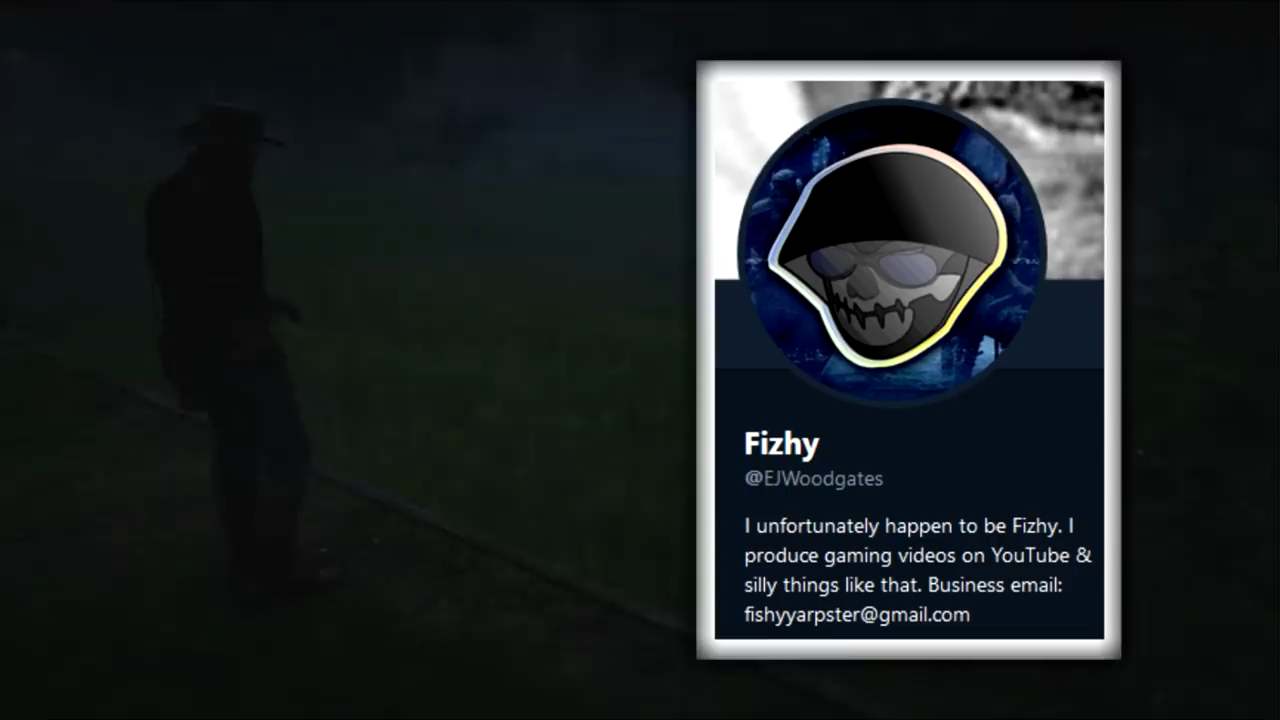 Fizhy
@EJWoodgates
I unfortunately happen to be Fizhy. I
produce gaming videos on YouTube &
silly things like that. Business email:
fishyyarpster@gmail.com